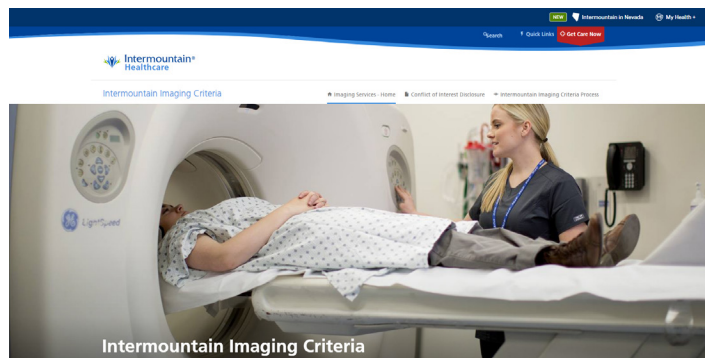 NEW Intermountain in Nevada My Health +
Search Quick Links Get Care Now
Intermountain®
Healthcare
Intermountain Imaging Criteria
Imaging Services - Home Conflict of Interest Disclosure Intermountain Imaging Criteria Process
GE LightSpeed
Intermountain Imaging Criteria